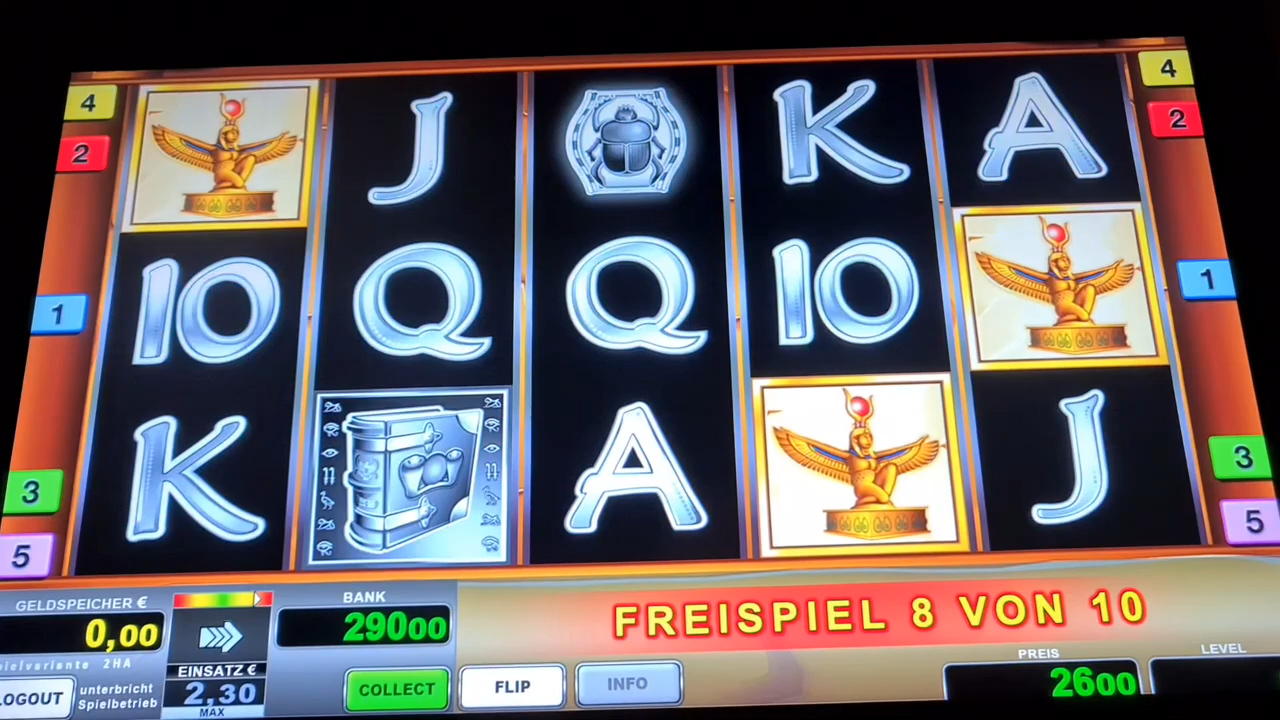 4
4
J
K
A
2
2
10
Q
Q
10
1
1
K
A
J
3
3
5
5
GELDSPEICHER €
0,00
BANK
29000
FREISPIEL 8 VON 10
2HA
LOGOUT
unterbricht
Spielbetrieb
EINSATZ €
2,30
MAX
COLLECT
FLIP
INFO
PREIS
2600
LEVEL